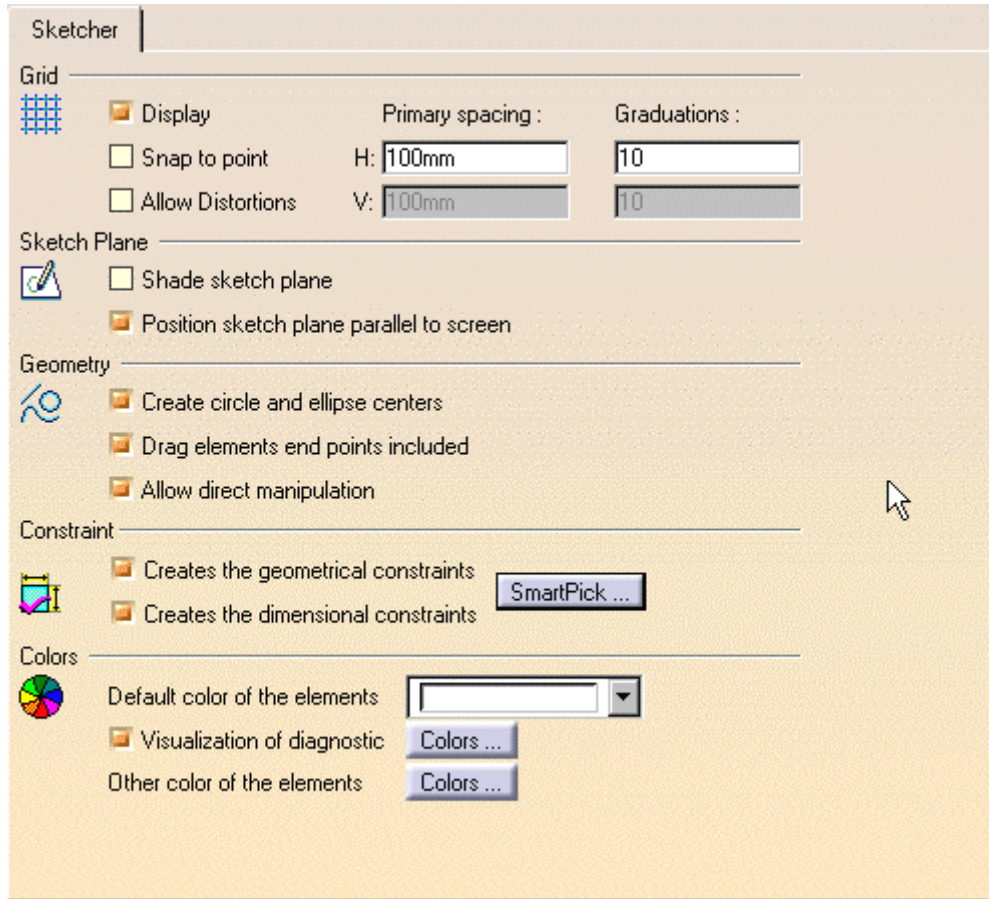 Sketcher
Grid
Display Primary spacing : Graduations :
Snap to point H: 100mm 10
Allow Distortions V: 100mm 10
Sketch Plane
Shade sketch plane
Position sketch plane parallel to screen
Geometry
Create circle and ellipse centers
Drag elements end points included
Allow direct manipulation
Constraint
Creates the geometrical constraints
SmartPick ...
Creates the dimensional constraints
Colors
Default color of the elements
Visualization of diagnostic Colors ...
Other color of the elements Colors ...